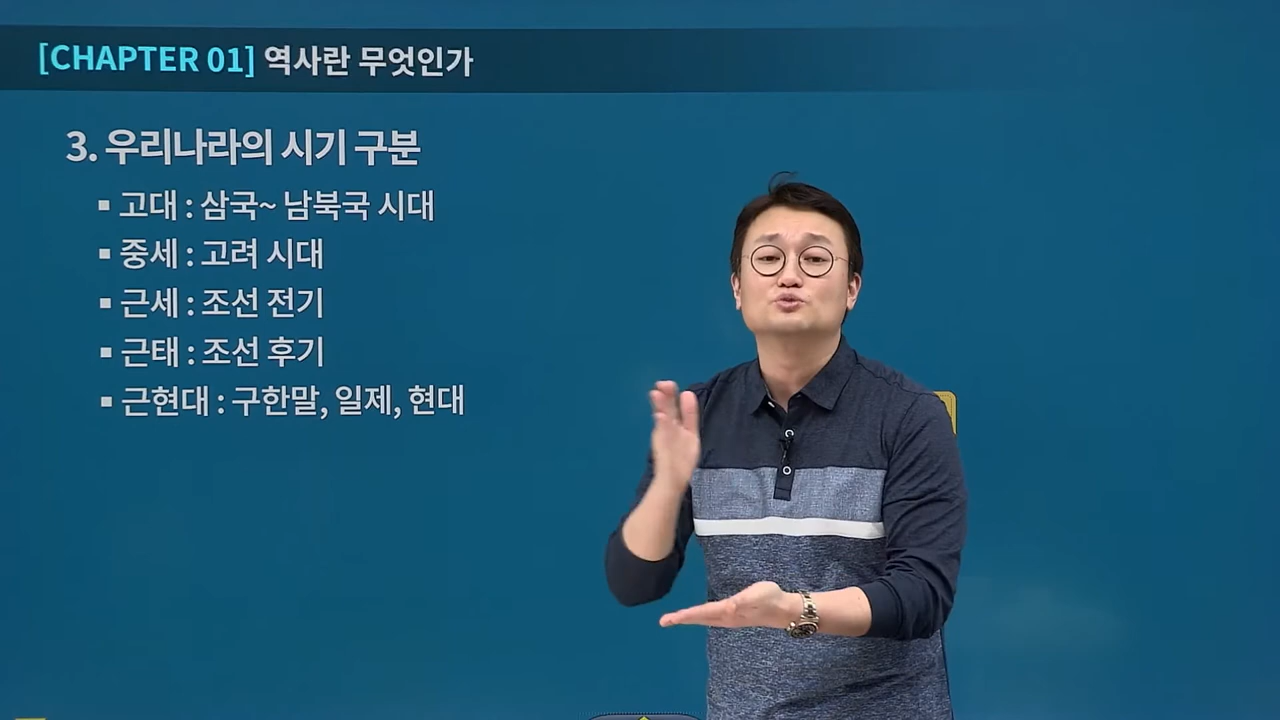 [CHAPTER 01] 역사란 무엇인가
3. 우리나라의 시기 구분
▪ 고대 : 삼국~ 남북국 시대
▪ 중세 : 고려 시대
▪ 근세 : 조선 전기
▪ 근태 : 조선 후기
▪ 근현대 : 구한말, 일제, 현대